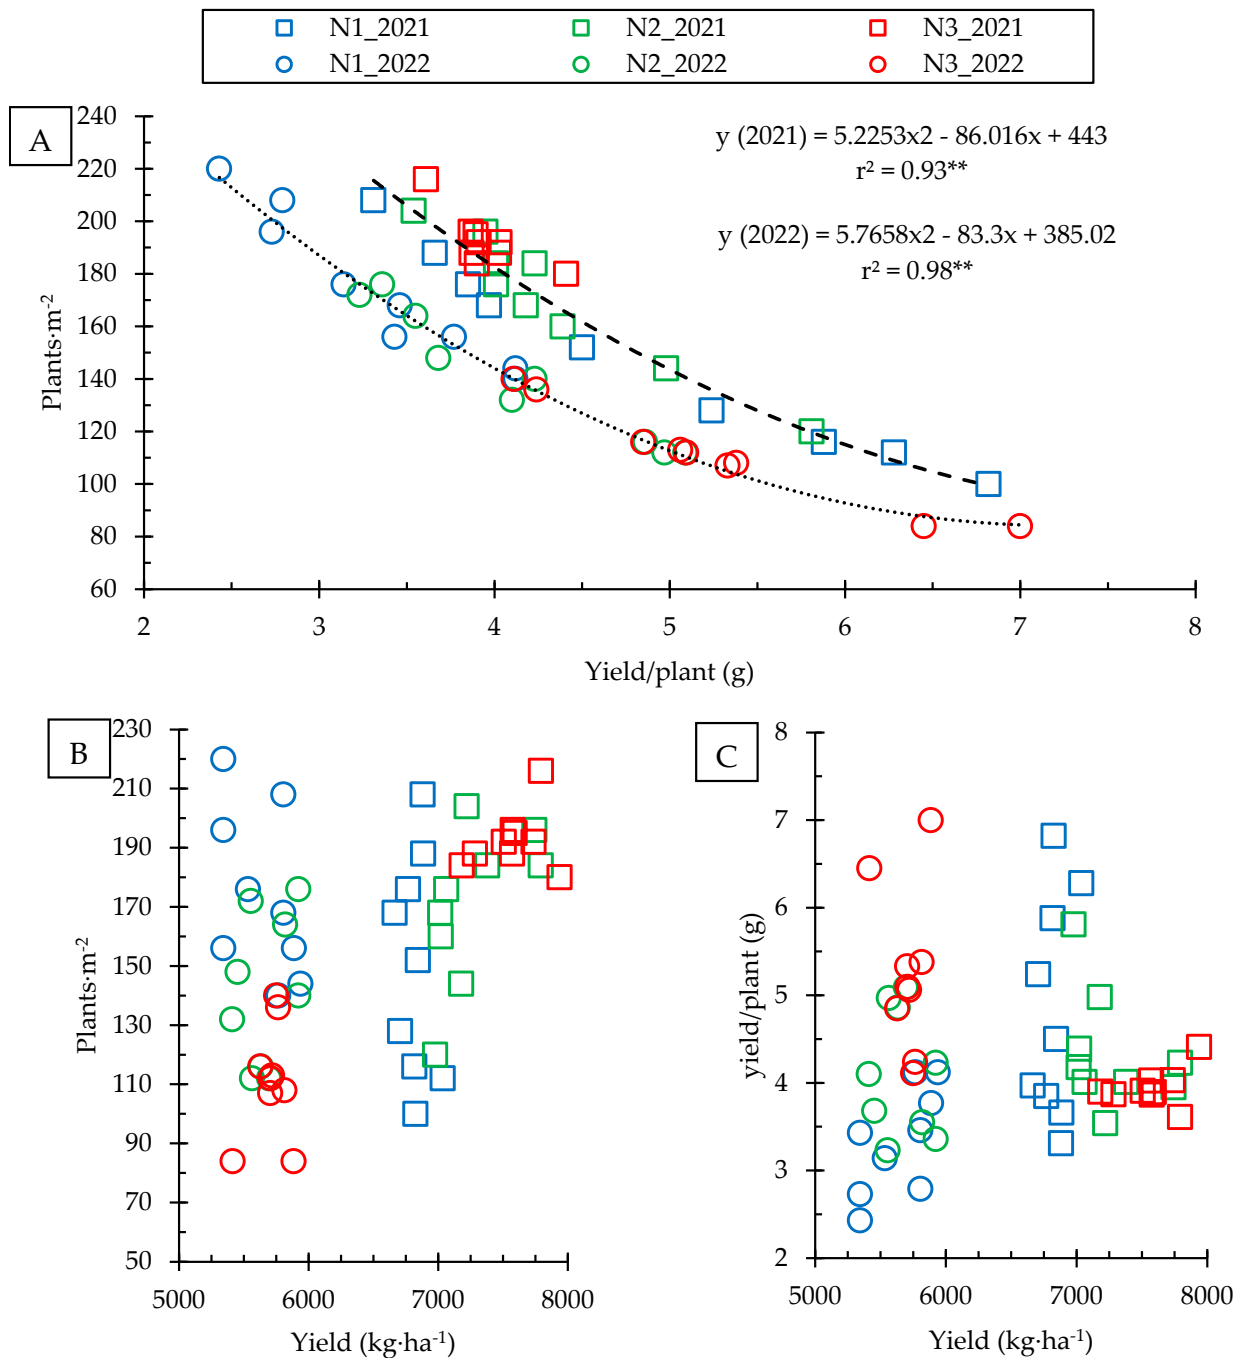 N1_2021 N2_2021 N3_2021
N1_2022 N2_2022 N3_2022
A
y (2021) = 5.2253x2 - 86.016x + 443
r² = 0.93**
y (2022) = 5.7658x2 - 83.3x + 385.02
r² = 0.98**
240
220
200
180
160
140
120
100
80
60
Plants·m⁻²
2 3 4 5 6 7 8
Yield/plant (g)
B
230
210
190
170
150
130
110
90
70
50
Plants·m⁻²
5000 6000 7000 8000
Yield (kg·ha⁻¹)
C
8
7
6
5
4
3
2
yield/plant (g)
5000 6000 7000 8000
Yield (kg·ha⁻¹)